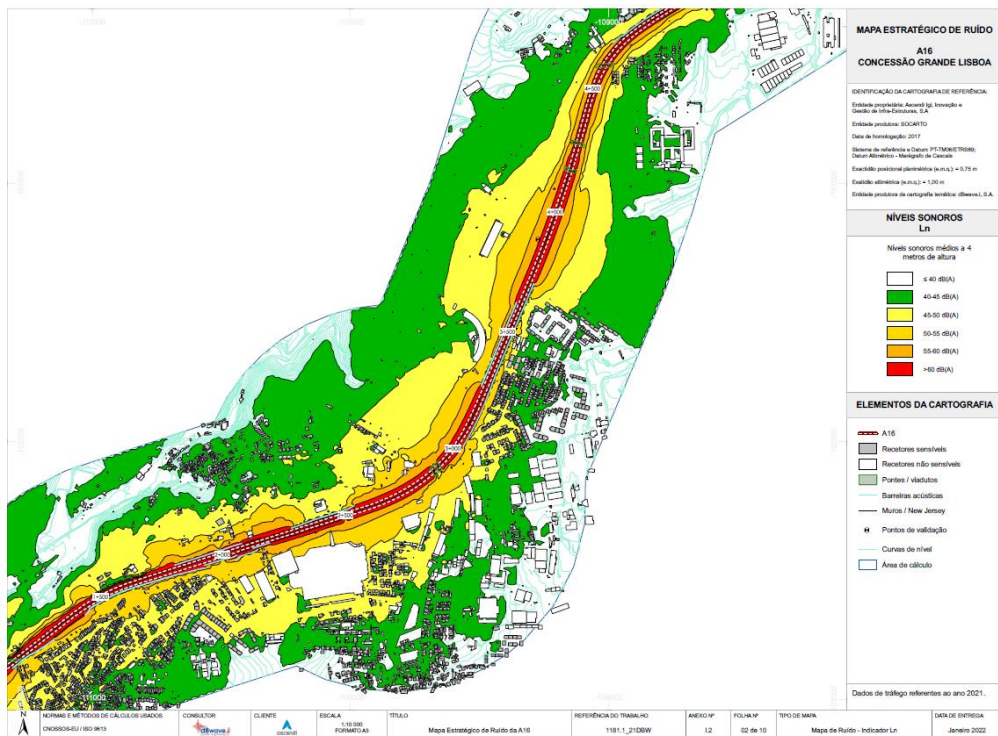 -110000
-109000
4+500
4+000
3+500
3+000
2+500
2+000
1+500
-111000
MAPA ESTRATÉGICO DE RUÍDO
A16
CONCESSÃO GRANDE LISBOA
IDENTIFICAÇÃO DA CARTOGRAFIA DE REFERÊNCIA:
Entidade proprietária: Ascendi Igi, Inovação e
Gestão de Infra-Estruturas, S.A
Entidade produtora: SOCARTO
Data de homologação: 2017
Sistema de referência e Datum: PT-TM06/ETRS89;
Datum Altimétrico - Marégrafo de Cascais
Exactidão posicional planimétrica (e.m.q.): = 0,75 m
Exatidão altimétrica (e.m.q.): = 1,00 m
Entidade produtora da cartografia temática: dBwave.i, S.A.
NÍVEIS SONOROS
Ln
Níveis sonoros médios a 4
metros de altura
≤ 40 dB(A)
40-45 dB(A)
45-50 dB(A)
50-55 dB(A)
55-60 dB(A)
>60 dB(A)
ELEMENTOS DA CARTOGRAFIA
A16
Recetores sensíveis
Recetores não sensíveis
Pontes / viadutos
Barreiras acústicas
Muros / New Jersey
Pontos de validação
Curvas de nível
Área de cálculo
Dados de tráfego referentes ao ano 2021.
N
NORMAS E MÉTODOS DE CÁLCULOS USADOS
CNOSSOS-EU / ISO 9613
CONSULTOR
dBwave.i
CLIENTE
ascendi
ESCALA
1:10 000
FORMATO A3
TÍTULO
Mapa Estratégico de Ruído da A16
REFERÊNCIA DO TRABALHO
1181.1_21DBW
ANEXO Nº
I.2
FOLHA Nº
02 de 10
TIPO DE MAPA
Mapa de Ruído - Indicador Ln
DATA DE ENTREGA
Janeiro 2022